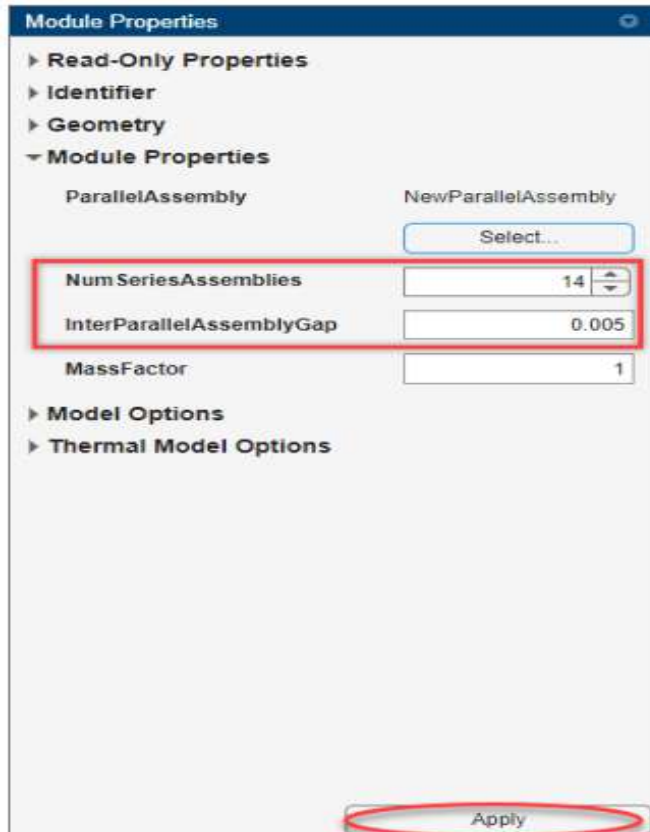 Module Properties
Read-Only Properties
Identifier
Geometry
Module Properties
ParallelAssembly NewParallelAssembly
Select...
NumSeriesAssemblies 14
InterParallelAssemblyGap 0.005
MassFactor 1
Model Options
Thermal Model Options
Apply